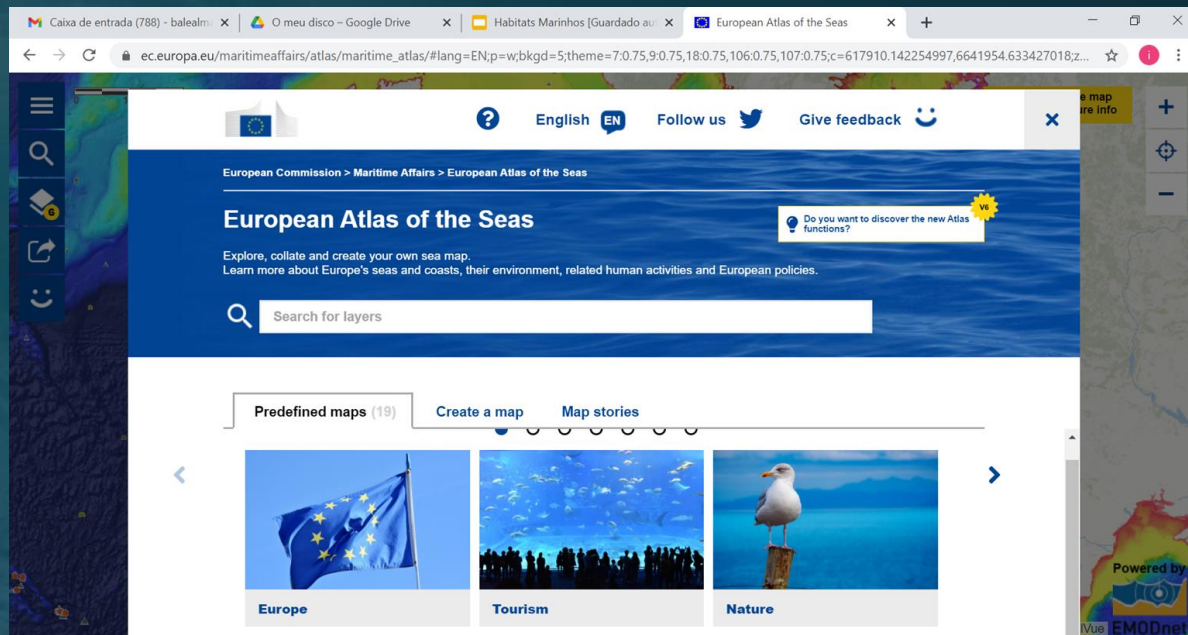 Caixa de entrada (788) - balealm
O meu disco – Google Drive
Habitats Marinhos [Guardado au
European Atlas of the Seas
ec.europa.eu/maritimeaffairs/atlas/maritime_atlas/#lang=EN;p=w;bkgd=5;theme=7:0.75,9:0.75,18:0.75,106:0.75,107:0.75;c=617910.142254997,6641954.633427018;z...
i
e map
re info
English EN
Follow us
Give feedback
G
European Commission > Maritime Affairs > European Atlas of the Seas
European Atlas of the Seas
V6
Do you want to discover the new Atlas
functions?
Explore, collate and create your own sea map.
Learn more about Europe's seas and coasts, their environment, related human activities and European policies.
Search for layers
Predefined maps (19)
Create a map
Map stories
Europe
Tourism
Nature
Powered by
EMODnet